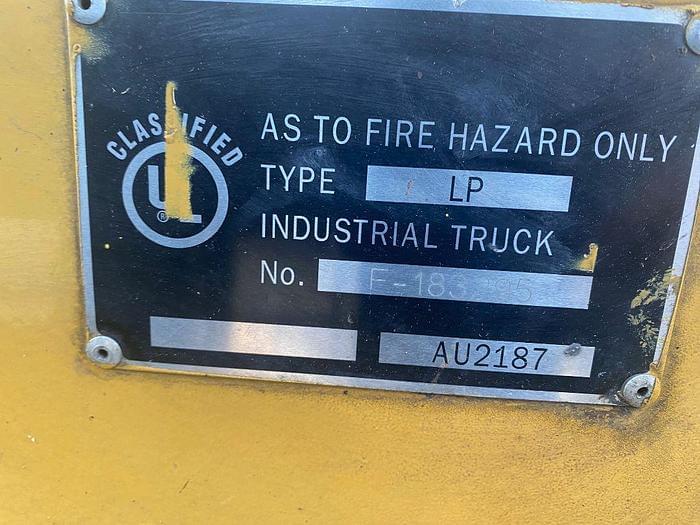 CLASSIFIED
UL
®
AS TO FIRE HAZARD ONLY
TYPE LP
INDUSTRIAL TRUCK
No.
AU2187